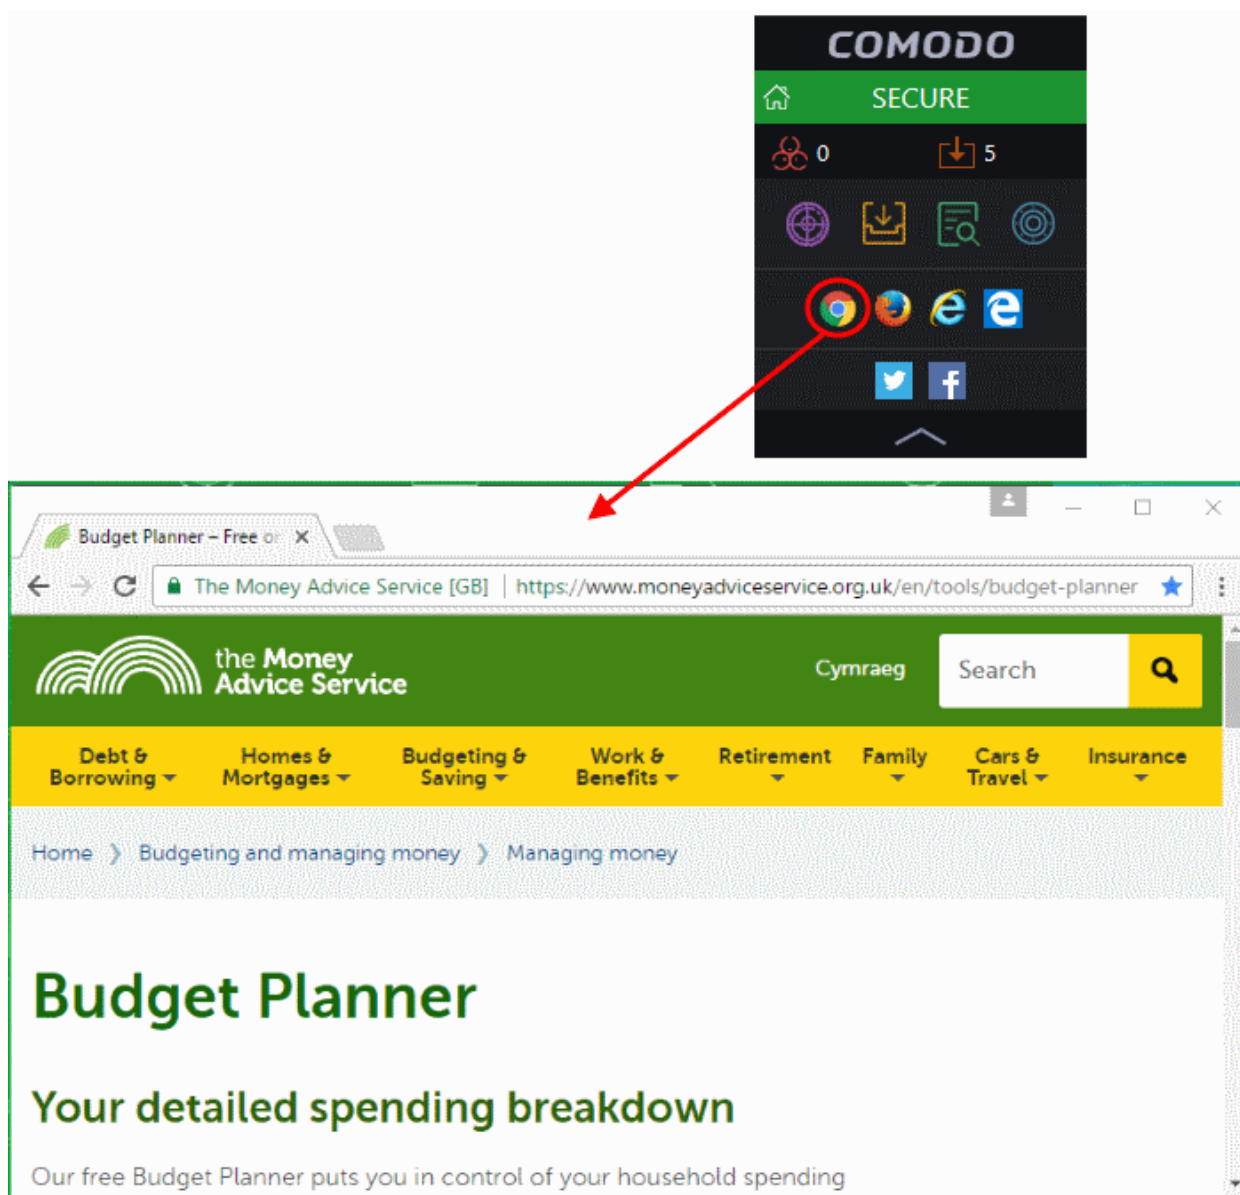 COMODO
SECURE
0 5
Budget Planner – Free or
The Money Advice Service [GB] https://www.moneyadviceservice.org.uk/en/tools/budget-planner
the Money
Advice Service
Cymraeg
Search
Debt &
Borrowing
Homes &
Mortgages
Budgeting &
Saving
Work &
Benefits
Retirement
Family
Cars &
Travel
Insurance
Home > Budgeting and managing money > Managing money
Budget Planner
Your detailed spending breakdown
Our free Budget Planner puts you in control of your household spending